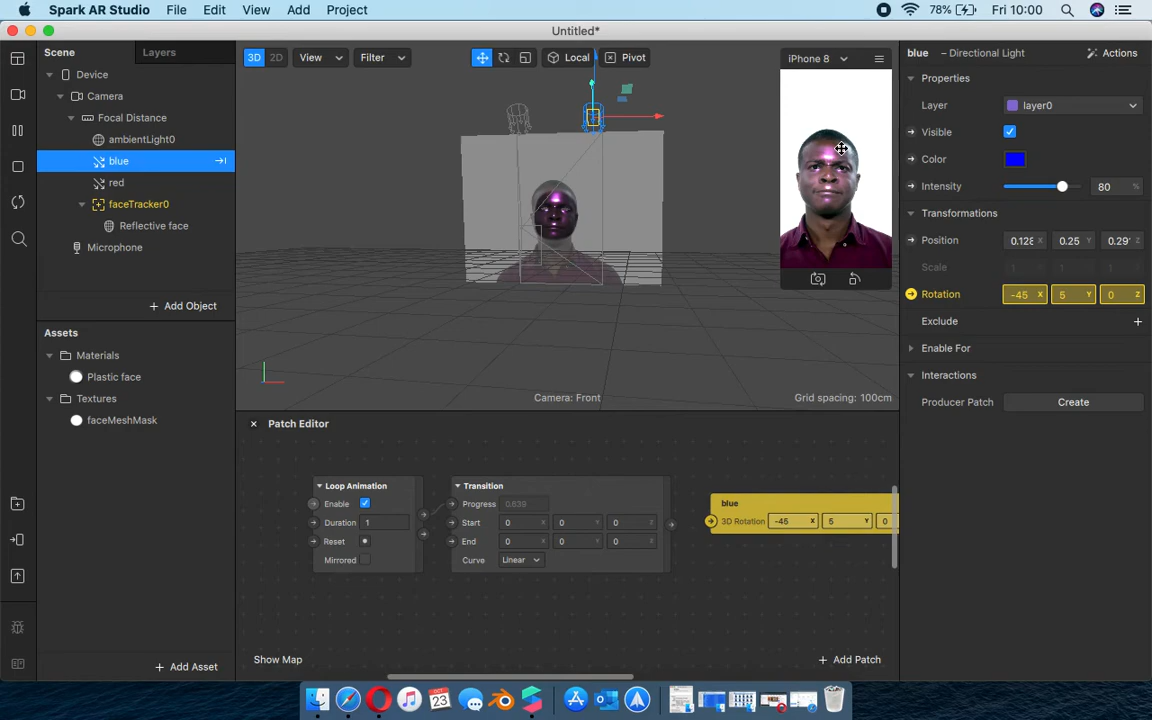 Spark AR Studio File Edit View Add Project 78% Fri 10:00
Untitled*
Scene Layers
Device
Camera
Focal Distance
ambientLight0
blue
red
faceTracker0
Reflective face
Microphone
+ Add Object
Assets
Materials
Plastic face
Textures
faceMeshMask
+ Add Asset
3D 2D View Filter Local Pivot
Camera: Front Grid spacing: 100cm
iPhone 8
Patch Editor
Loop Animation
Enable
Duration 1
Reset
Mirrored
Transition
Progress 0.639
Start 0 X 0 Y 0 Z
End 0 X 0 Y 0 Z
Curve Linear
blue
3D Rotation -45 X 5 Y 0
Show Map + Add Patch
blue – Directional Light Actions
Properties
Layer layer0
Visible
Color
Intensity 80 %
Transformations
Position 0.128 X 0.25 Y 0.29' Z
Scale 1 X 1 Y 1 Z
Rotation -45 X 5 Y 0 Z
Exclude +
Enable For
Interactions
Producer Patch Create
OCT
23